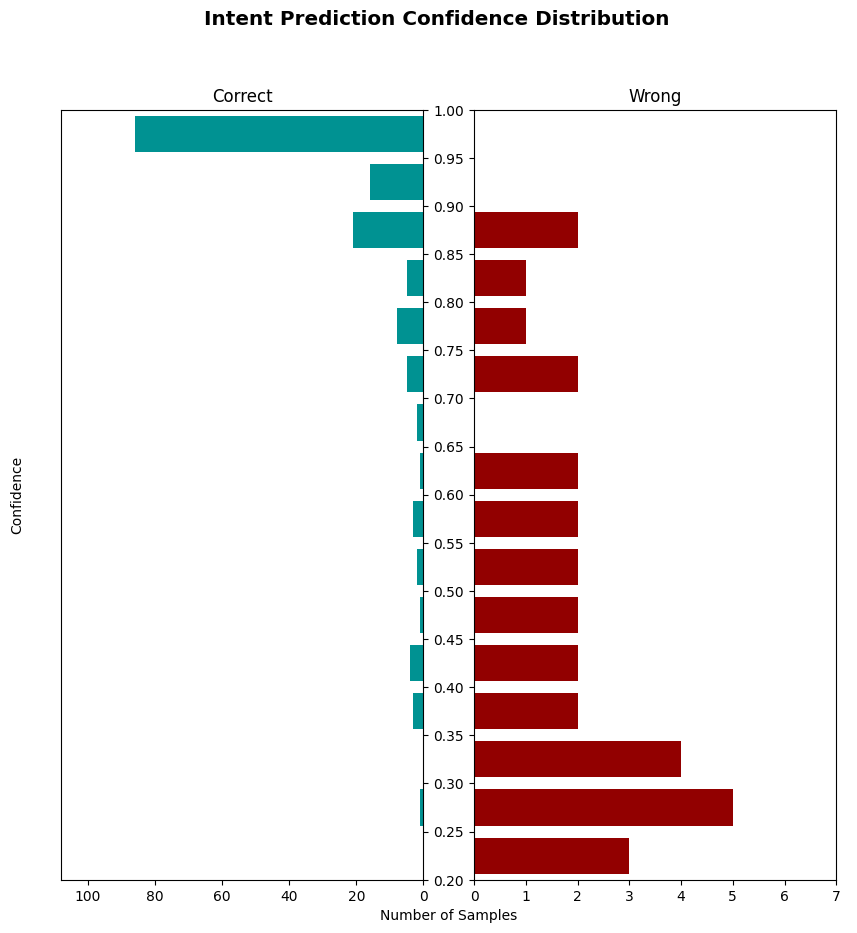 Intent Prediction Confidence Distribution
Correct
Wrong
1.00
0.95
0.90
0.85
0.80
0.75
0.70
0.65
0.60
0.55
0.50
0.45
0.40
0.35
0.30
0.25
0.20
Confidence
100 80 60 40 20 0
0 1 2 3 4 5 6 7
Number of Samples